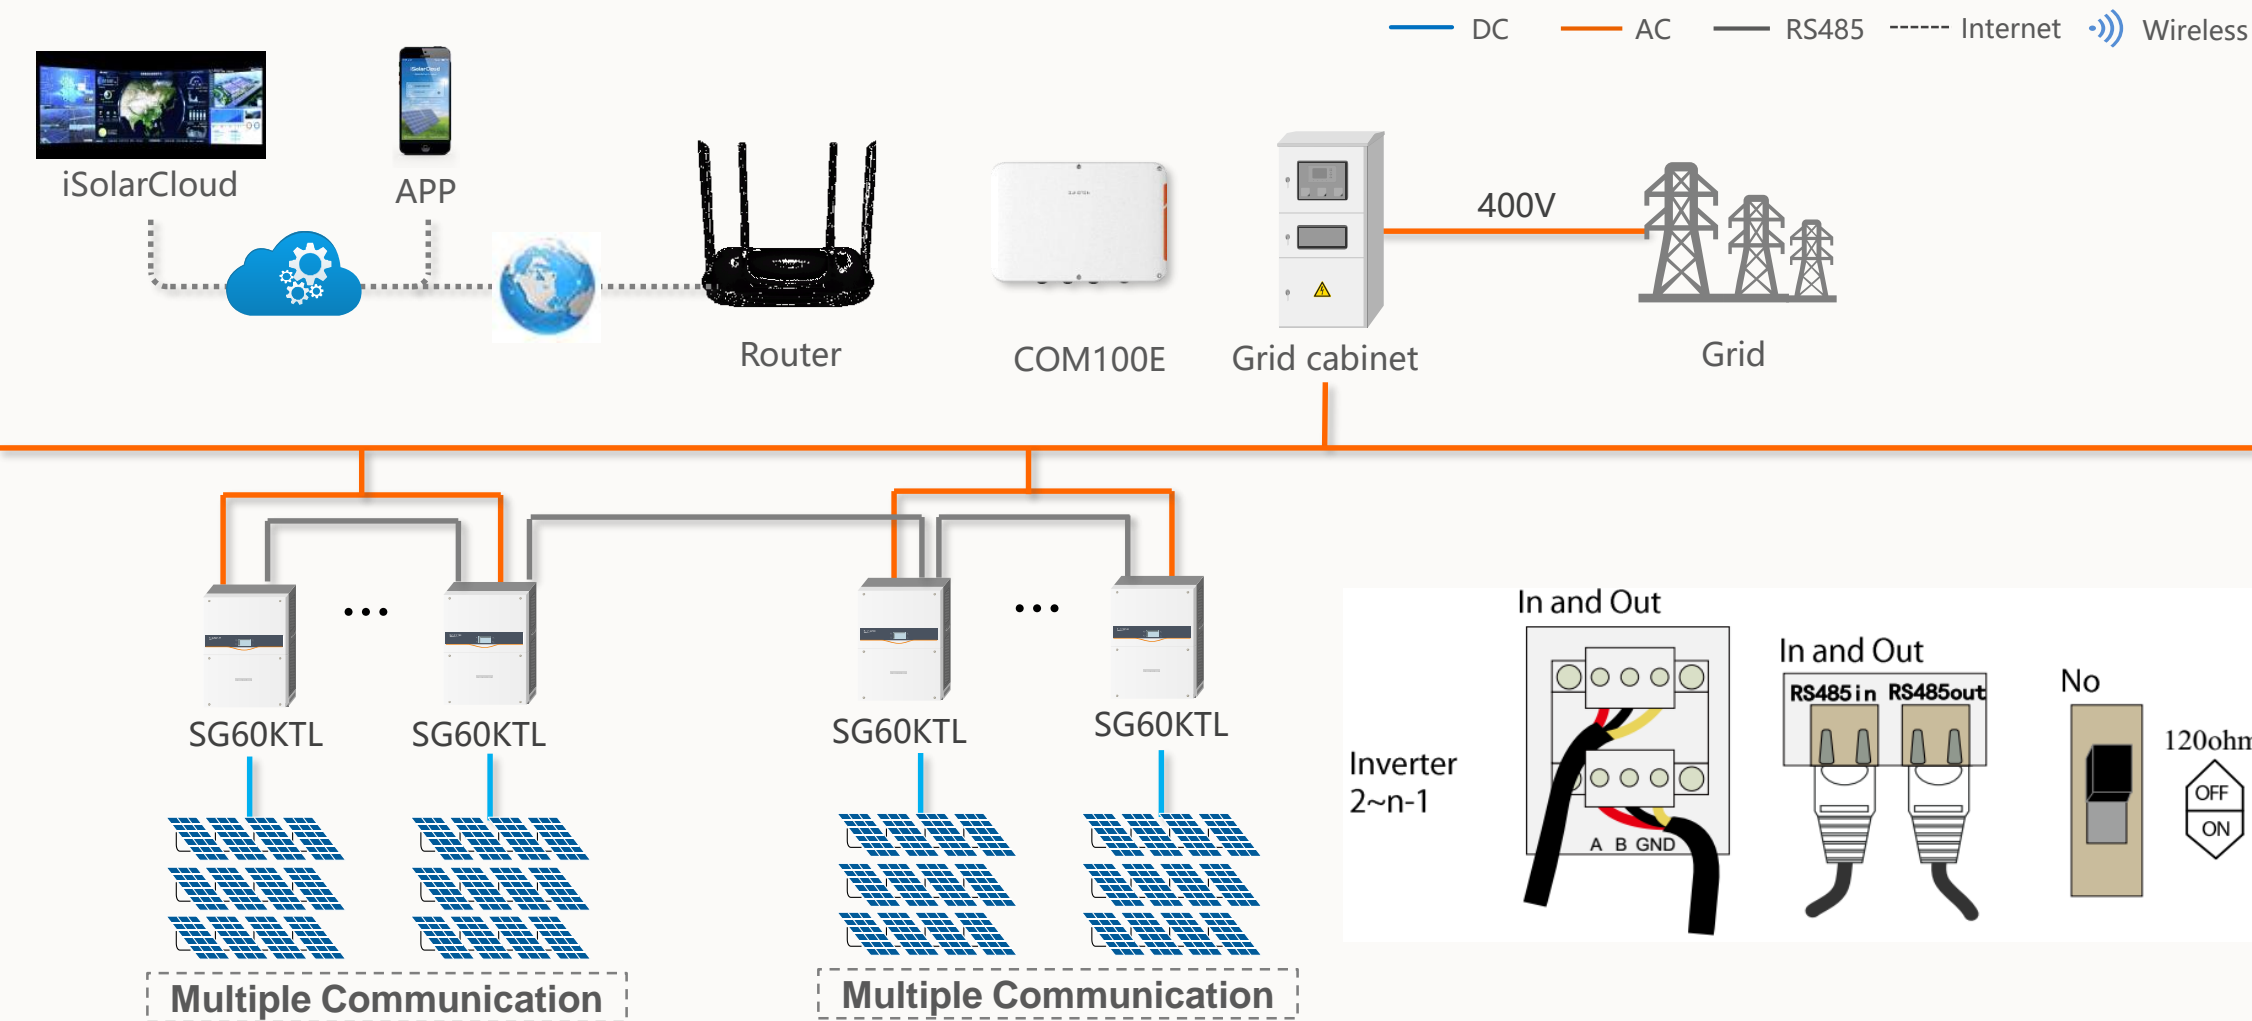 DC
AC
RS485
Internet
Wireless
iSolarCloud
APP
Router
COM100E
Grid cabinet
400V
Grid
SG60KTL
SG60KTL
SG60KTL
SG60KTL
Multiple Communication
Multiple Communication
In and Out
In and Out
RS485in RS485out
No
120ohm
OFF
ON
Inverter
2~n-1
A B GND